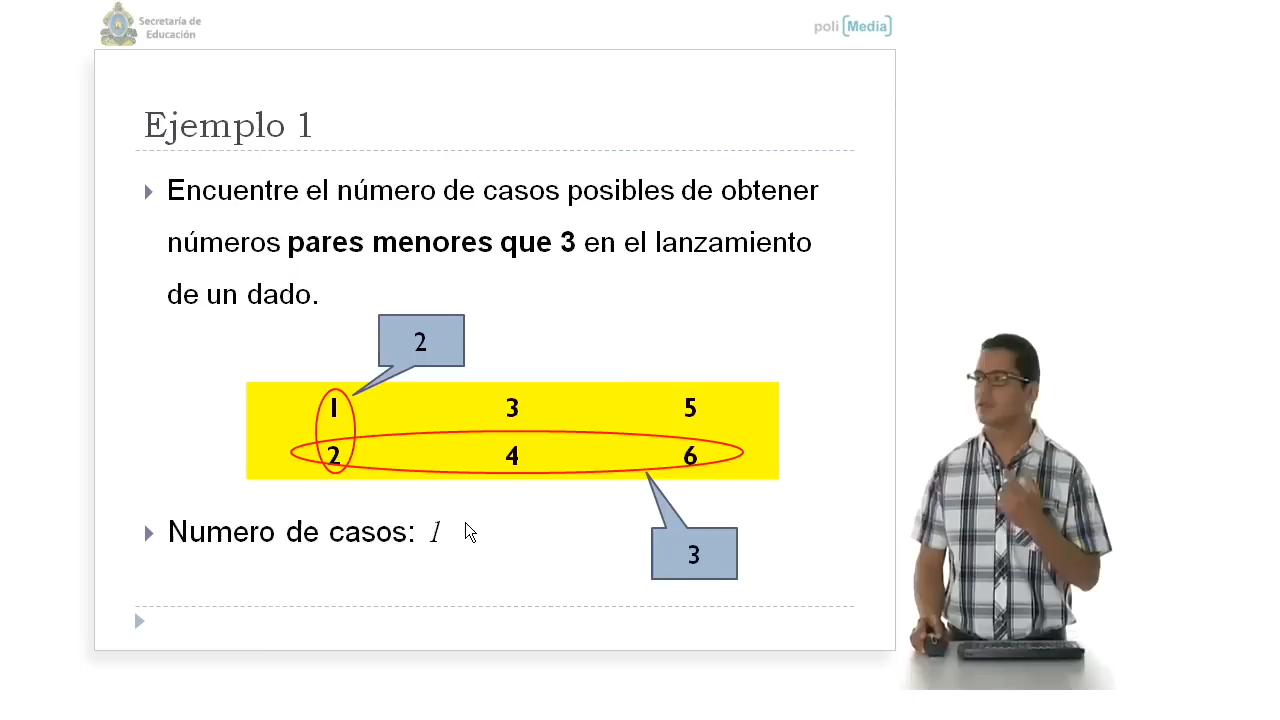 Secretaría de
Educación
poli [Media]
Ejemplo 1
Encuentre el número de casos posibles de obtener
números pares menores que 3 en el lanzamiento
de un dado.
2
1 3 5
2 4 6
Numero de casos: 1
3